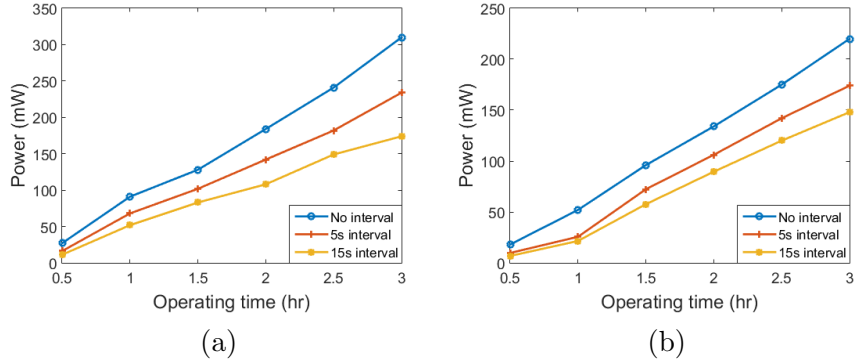 350
300
250
200
150
100
50
0
Power (mW)
0.5 1 1.5 2 2.5 3
Operating time (hr)
No interval
5s interval
15s interval
(a)
250
200
150
100
50
0
Power (mW)
0.5 1 1.5 2 2.5 3
Operating time (hr)
No interval
5s interval
15s interval
(b)